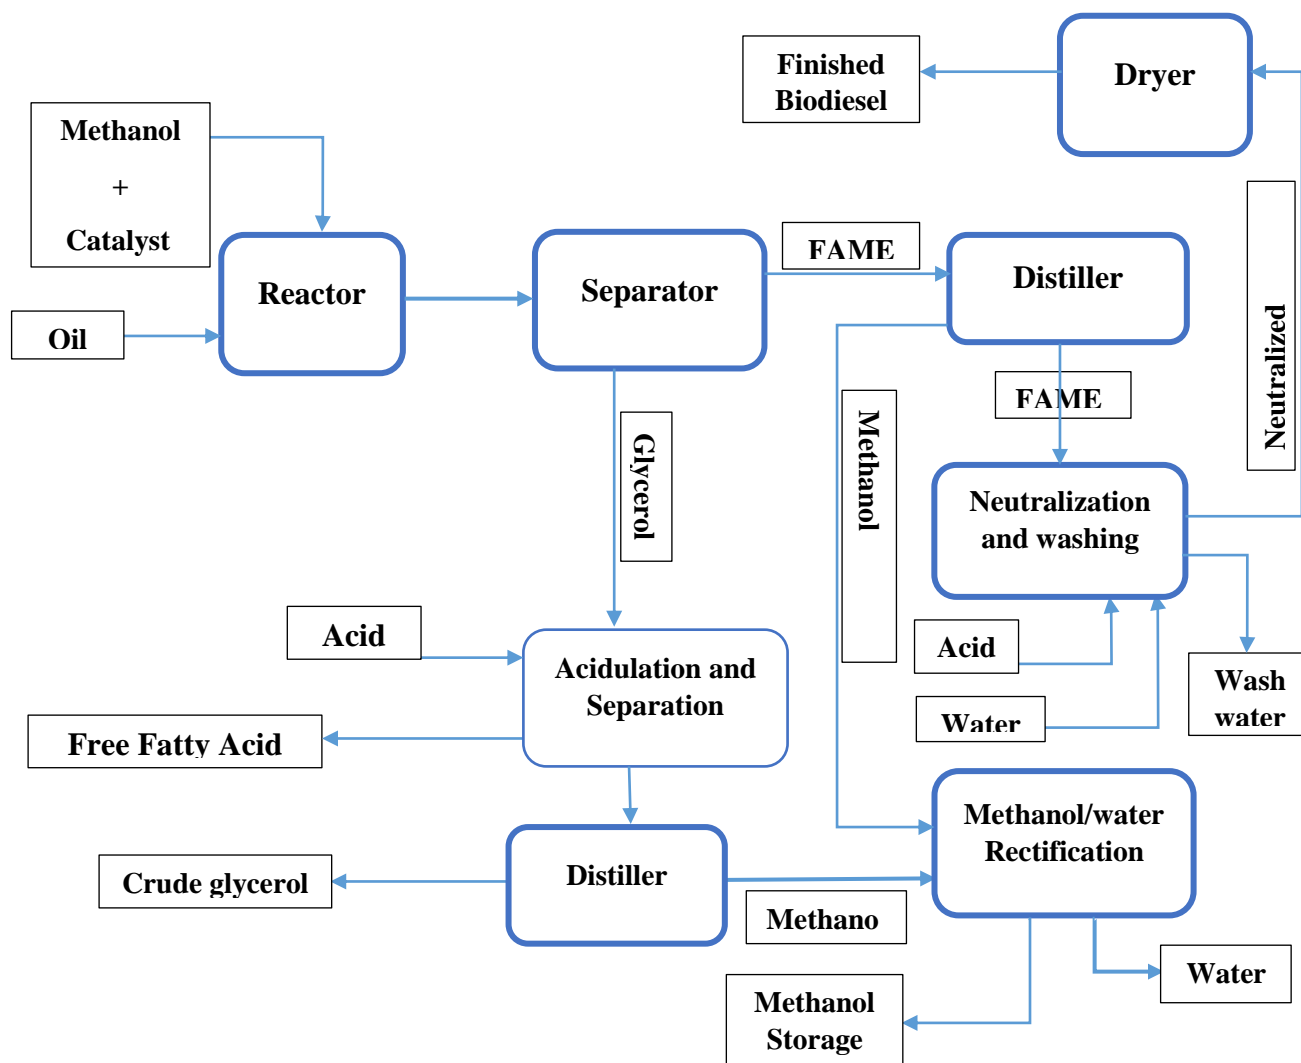 Finished
Biodiesel
Dryer
Methanol
+
Catalyst
Oil
Reactor
Separator
FAME
Distiller
Neutralized
FAME
Methanol
Glycerol
Neutralization
and washing
Acid
Water
Wash
water
Acid
Acidulation and
Separation
Free Fatty Acid
Methanol/water
Rectification
Crude glycerol
Distiller
Methano
Water
Methanol
Storage